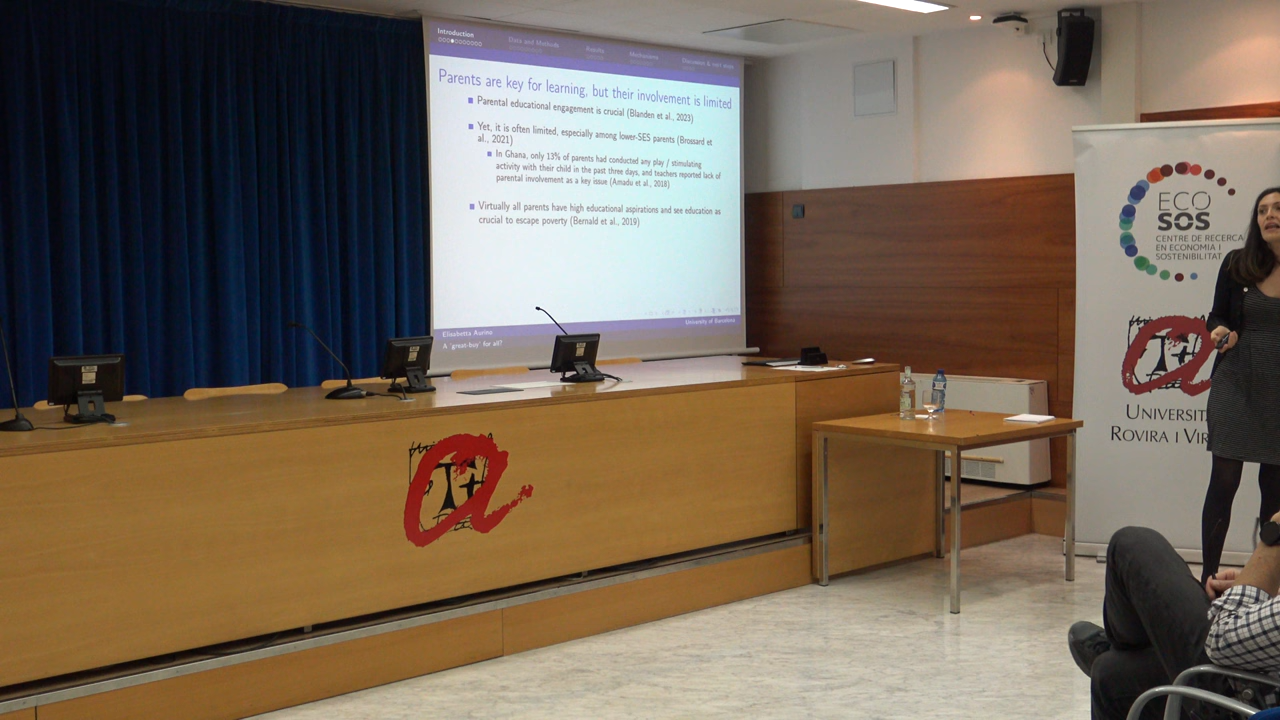 Introduction
Data and Methods
Results
Mechanisms
Discussion & next steps
Parents are key for learning, but their involvement is limited
Parental educational engagement is crucial (Blanden et al., 2023)
Yet, it is often limited, especially among lower-SES parents (Brossard et
al., 2021)
In Ghana, only 13% of parents had conducted any play / stimulating
activity with their child in the past three days, and teachers reported lack of
parental involvement as a key issue (Amadu et al., 2018)
Virtually all parents have high educational aspirations and see education as
crucial to escape poverty (Bernald et al., 2019)
Elisabetta Aurino
University of Barcelona
A 'great-buy' for all?
ECO
SOS
CENTRE DE RECERCA
EN ECONOMIA I
SOSTENIBILITAT
UNIVERSITA
ROVIRA I VIR